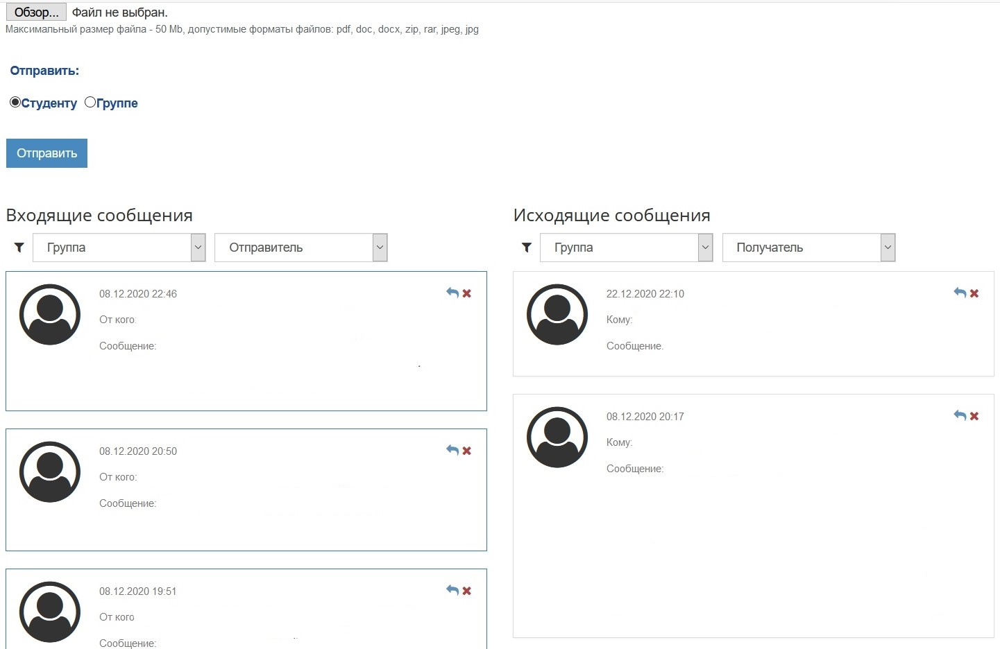 Обзор... Файл не выбран.
Максимальный размер файла - 50 Mb, допустимые форматы файлов: pdf, doc, docx, zip, rar, jpeg, jpg
Отправить:
Студенту Группе
Отправить
Входящие сообщения
Группа Отправитель
08.12.2020 22:46
От кого
Сообщение:
08.12.2020 20:50
От кого:
Сообщение:
08.12.2020 19:51
От кого
Сообщение:
Исходящие сообщения
Группа Получатель
22.12.2020 22:10
Кому:
Сообщение.
08.12.2020 20:17
Кому:
Сообщение: